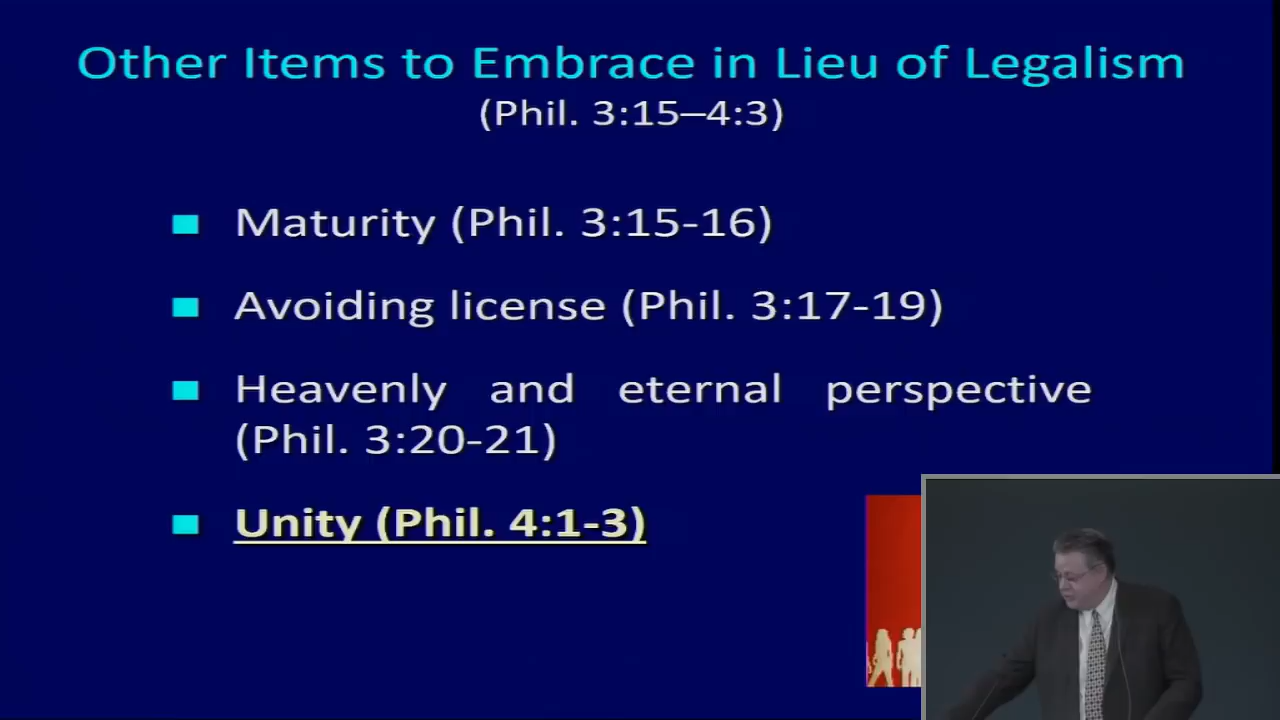 Other Items to Embrace in Lieu of Legalism
(Phil. 3:15–4:3)
Maturity (Phil. 3:15-16)
Avoiding license (Phil. 3:17-19)
Heavenly and eternal perspective
(Phil. 3:20-21)
Unity (Phil. 4:1-3)